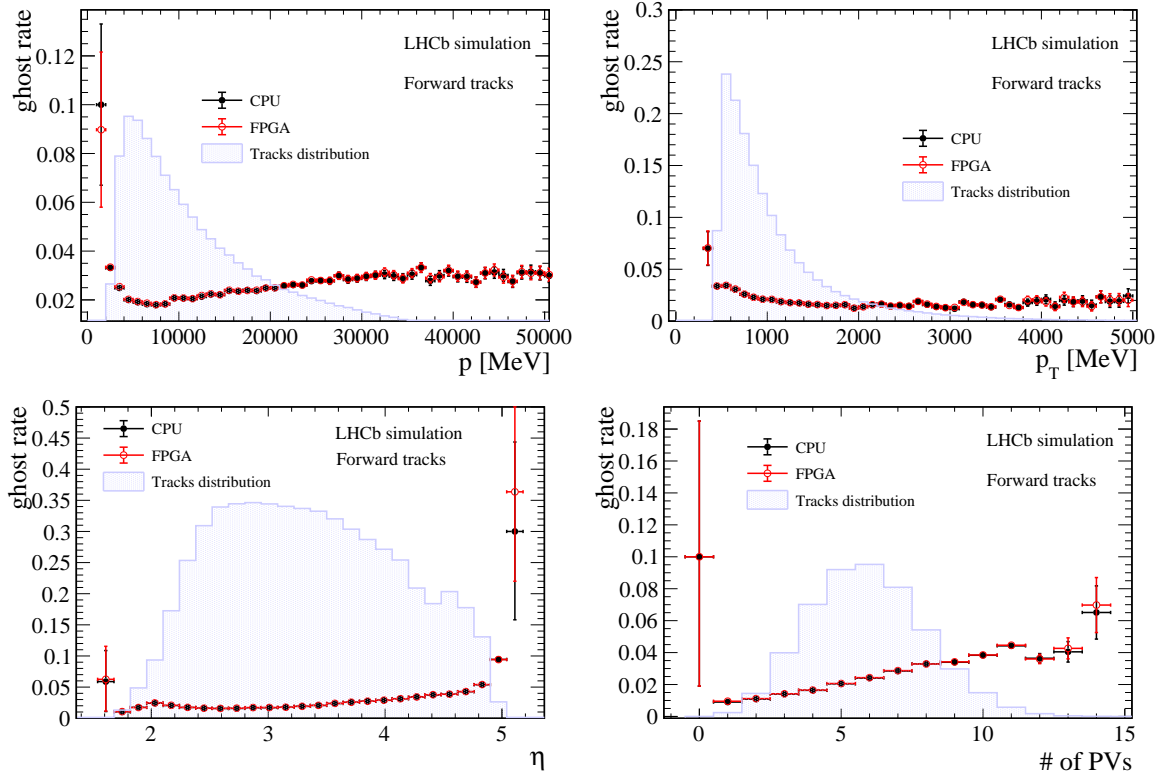 ghost rate
0.12
0.1
0.08
0.06
0.04
0.02
LHCb simulation
Forward tracks
CPU
FPGA
Tracks distribution
0 10000 20000 30000 40000 50000
p [MeV]
ghost rate
0.3
0.25
0.2
0.15
0.1
0.05
0
LHCb simulation
Forward tracks
CPU
FPGA
Tracks distribution
0 1000 2000 3000 4000 5000
p_T [MeV]
ghost rate
0.5
0.45
0.4
0.35
0.3
0.25
0.2
0.15
0.1
0.05
0
CPU
FPGA
Tracks distribution
LHCb simulation
Forward tracks
2 3 4 5
η
ghost rate
0.18
0.16
0.14
0.12
0.1
0.08
0.06
0.04
0.02
0
CPU
FPGA
Tracks distribution
LHCb simulation
Forward tracks
0 5 10 15
# of PVs